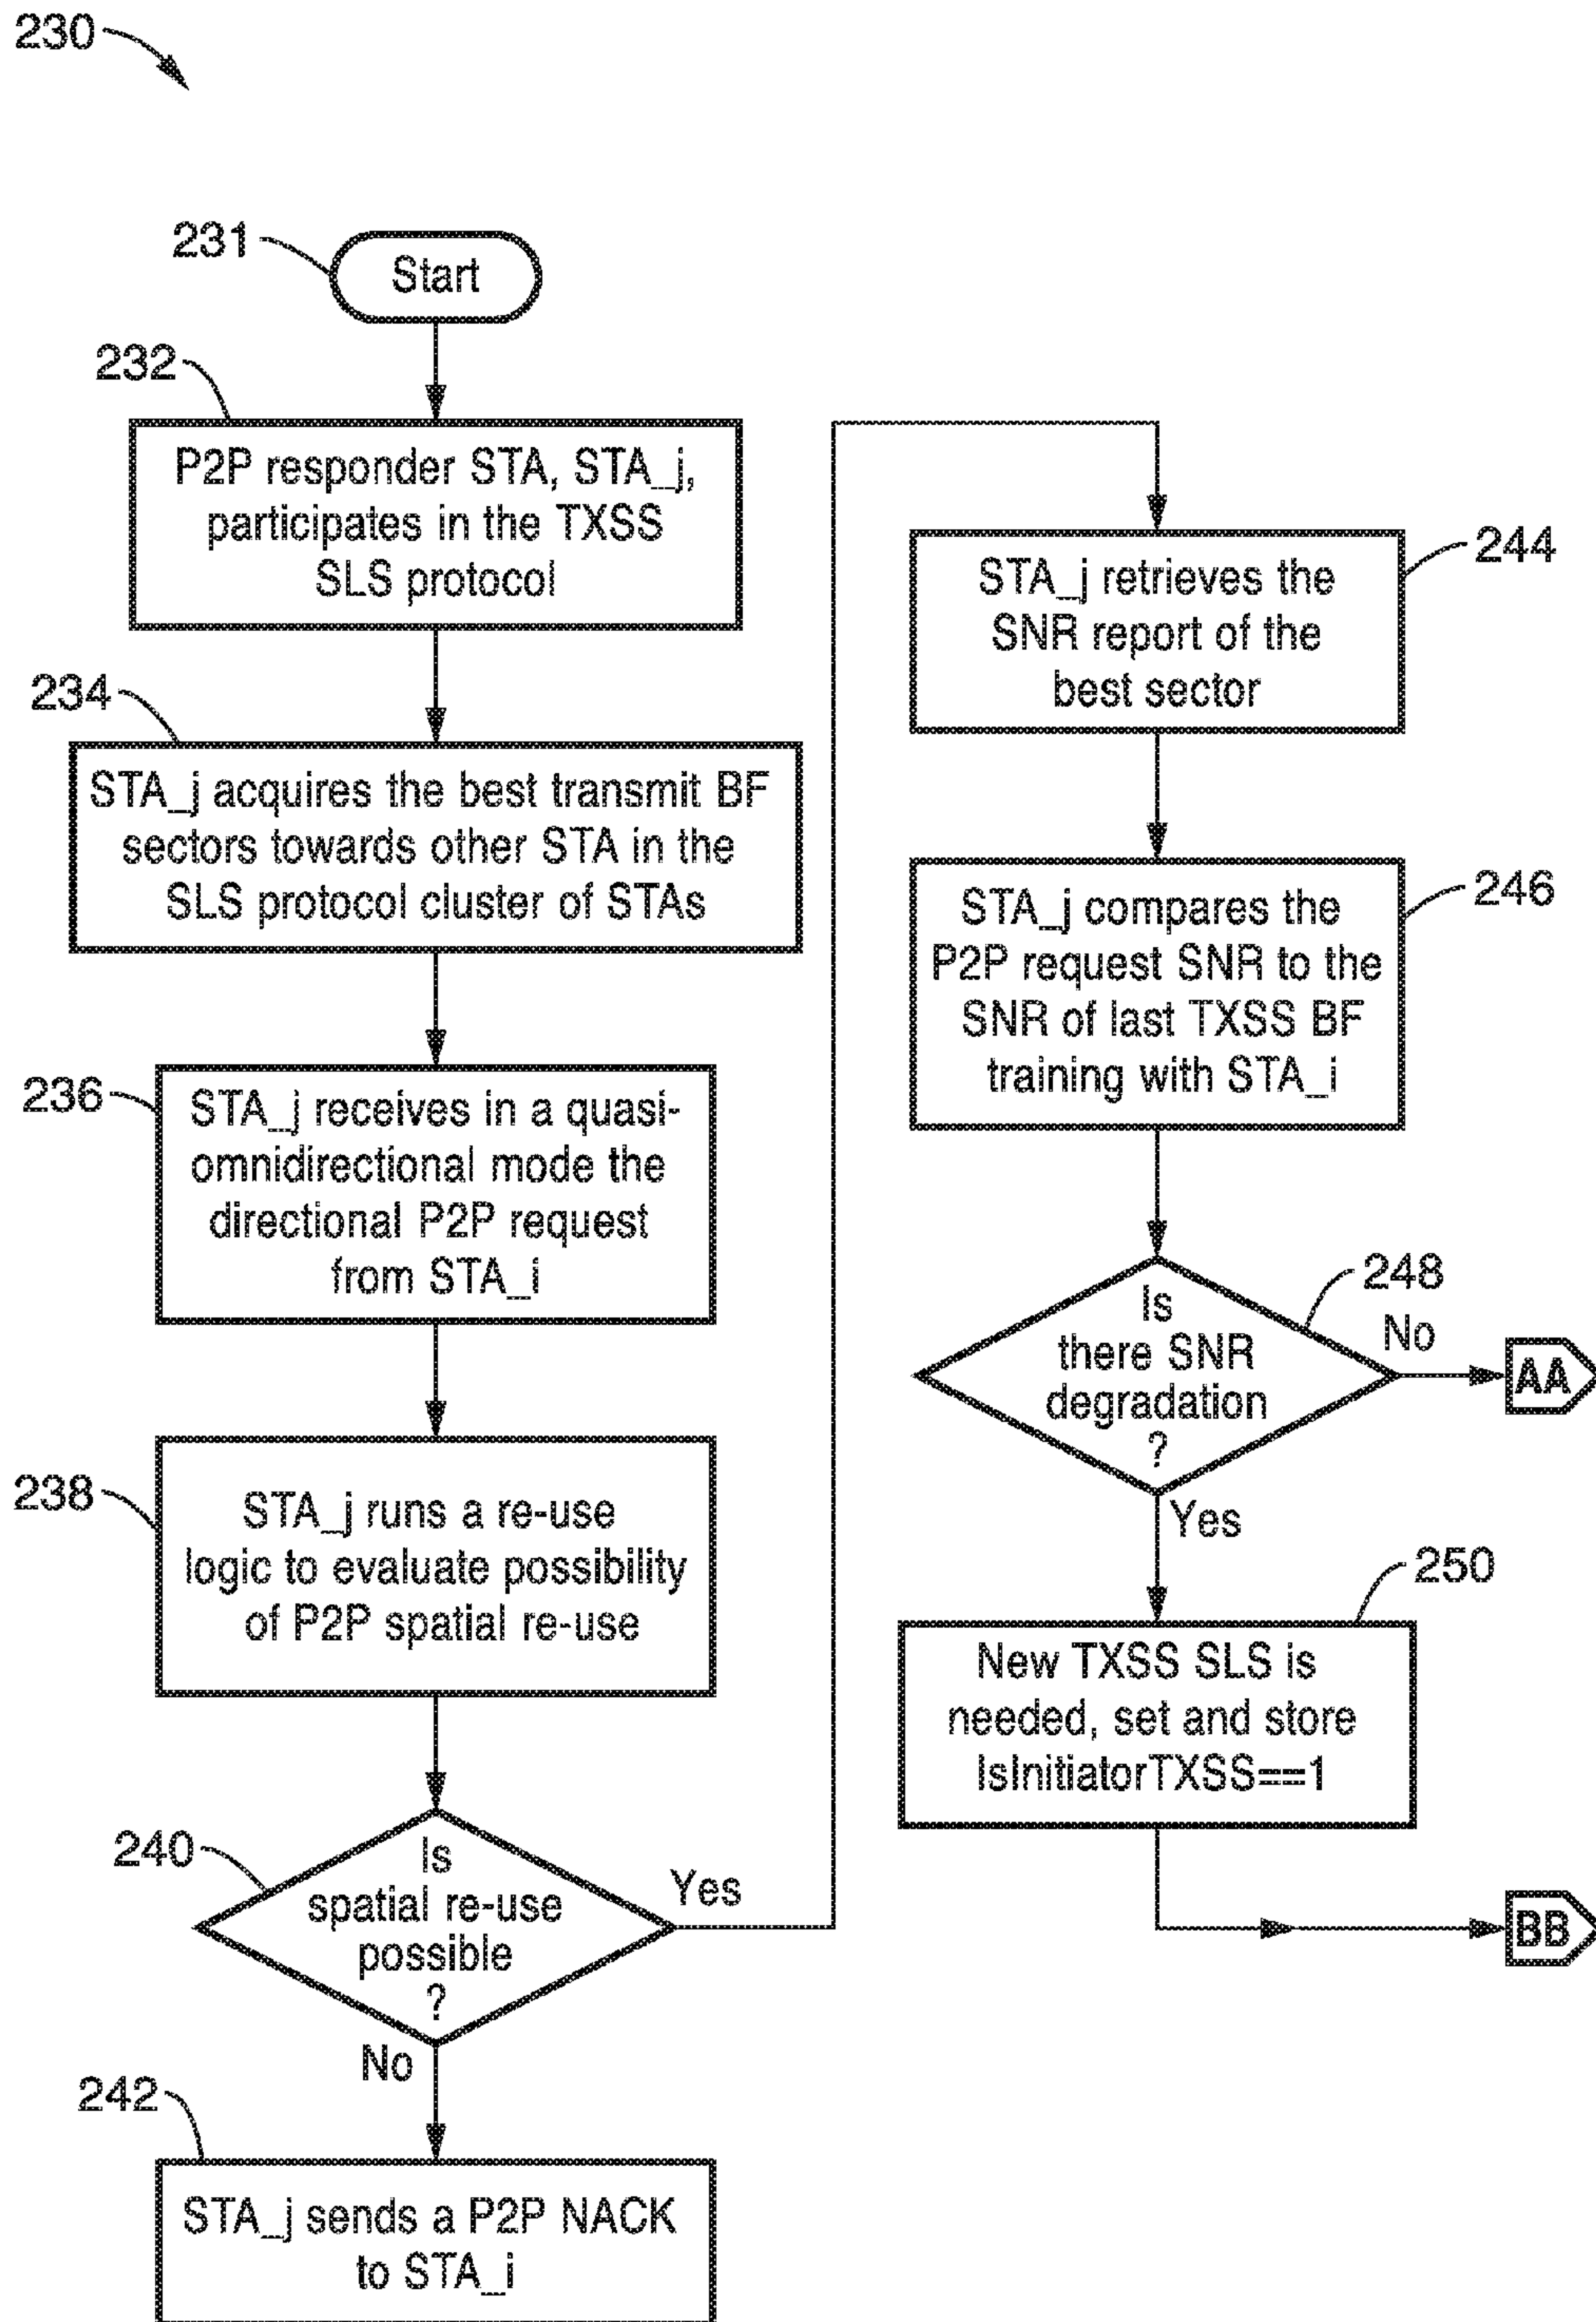 230
231
Start
232
P2P responder STA, STA_j,
participates in the TXSS
SLS protocol
234
STA_j acquires the best transmit BF
sectors towards other STA in the
SLS protocol cluster of STAs
236
STA_j receives in a quasi-
omnidirectional mode the
directional P2P request
from STA_i
238
STA_j runs a re-use
logic to evaluate possibility
of P2P spatial re-use
240
Is
spatial re-use
possible
?
Yes
No
242
STA_j sends a P2P NACK
to STA_i
244
STA_j retrieves the
SNR report of the
best sector
246
STA_j compares the
P2P request SNR to the
SNR of last TXSS BF
training with STA_i
248
Is
there SNR
degradation
?
No
AA
Yes
250
New TXSS SLS is
needed, set and store
IsInitiatorTXSS==1
BB